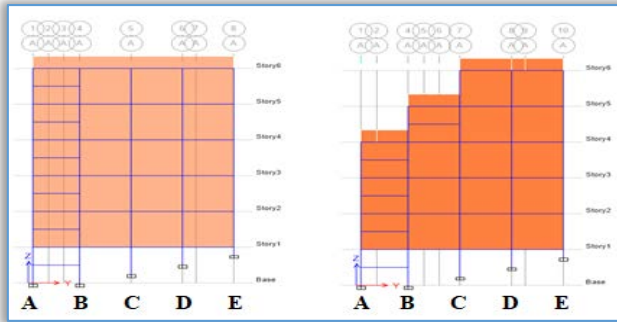 1 2 3 4 5 6 7 8
A A A A A A A A
Story6
Story5
Story4
Story3
Story2
Story1
Z
Y
Base
A B C D E
1 2 4 5 6 7 8 9 10
A A A A A A A A A
Story6
Story5
Story4
Story3
Story2
Story1
Z
Y
Base
A B C D E